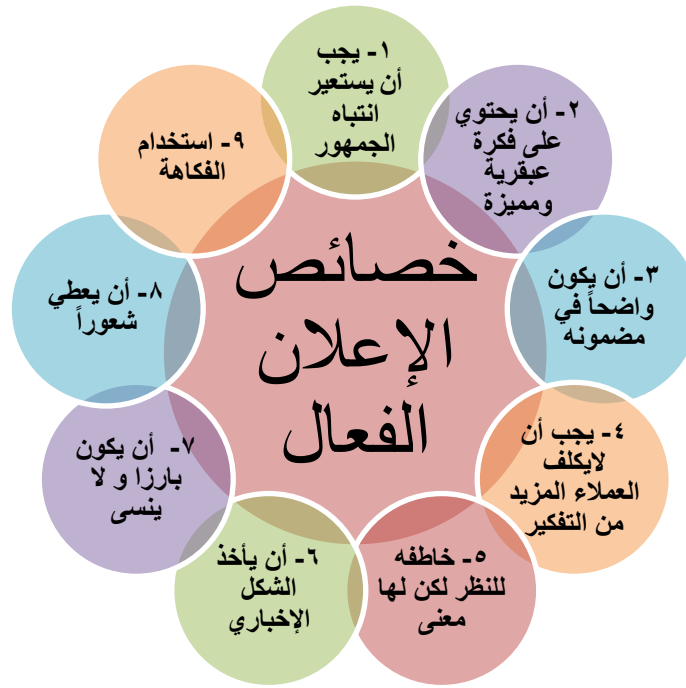 خصائص
الإعلان
الفعال
١- يجب
أن يستعير
انتباه
الجمهور
٢- أن يحتوي
على فكرة
عبقرية
ومميزة
٣- أن يكون
واضحاً في
مضمونه
٤- يجب أن
لايكلف
العملاء المزيد
من التفكير
٥- خاطفه
للنظر لكن لها
معنى
٦- أن يأخذ
الشكل
الإخباري
٧- أن يكون
بارزا و لا
ينسى
٨- أن يعطي
شعوراً
٩- استخدام
الفكاهة